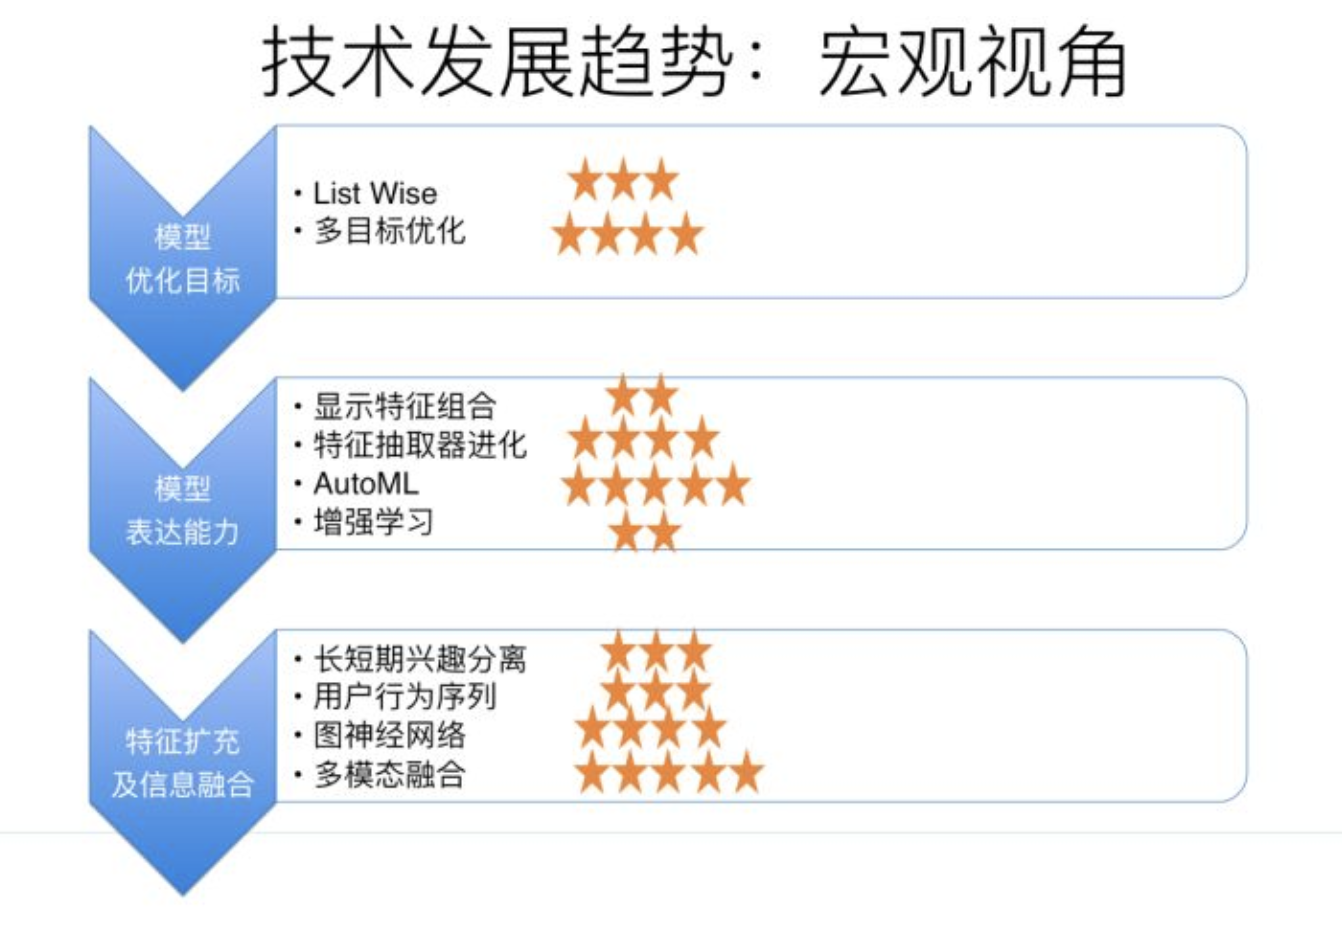 技术发展趋势：宏观视角
模型
优化目标
• List Wise
• 多目标优化
模型
表达能力
• 显示特征组合
• 特征抽取器进化
• AutoML
• 增强学习
特征扩充
及信息融合
• 长短期兴趣分离
• 用户行为序列
• 图神经网络
• 多模态融合